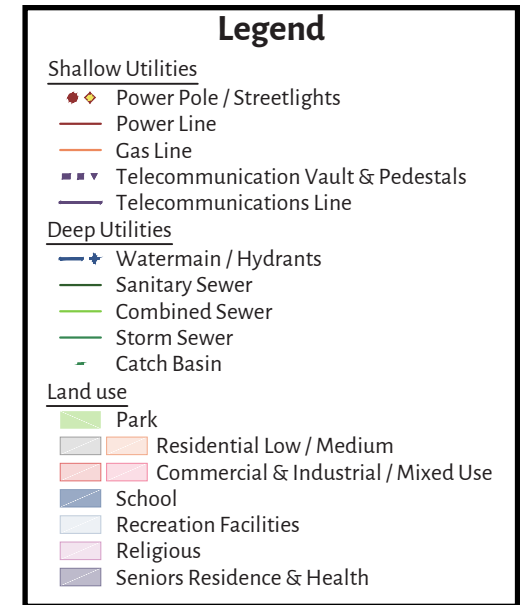 Legend
Shallow Utilities
Power Pole / Streetlights
Power Line
Gas Line
Telecommunication Vault & Pedestals
Telecommunications Line
Deep Utilities
Watermain / Hydrants
Sanitary Sewer
Combined Sewer
Storm Sewer
Catch Basin
Land use
Park
Residential Low / Medium
Commercial & Industrial / Mixed Use
School
Recreation Facilities
Religious
Seniors Residence & Health